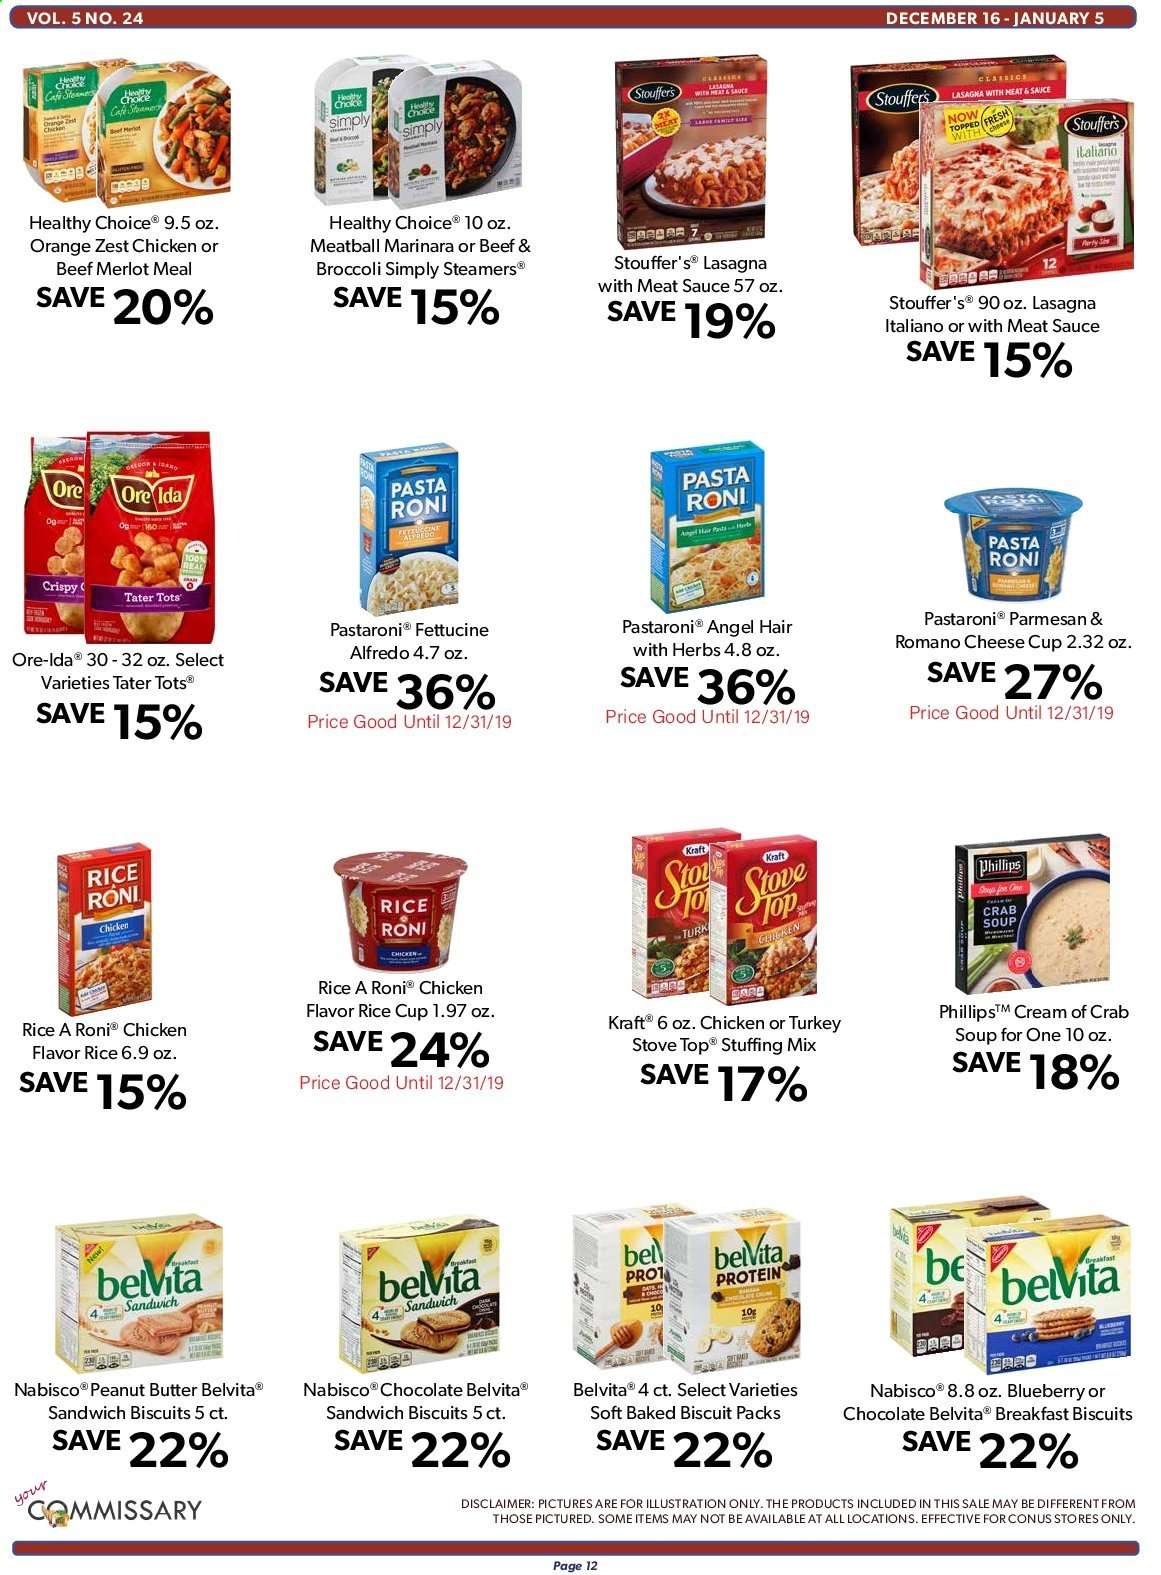 VOL. 5 NO. 24
DECEMBER 16 - JANUARY 5
Healthy Choice® 9.5 oz.
Orange Zest Chicken or
Beef Merlot Meal
SAVE 20%
Healthy Choice® 10 oz.
Meatball Marinara or Beef &
Broccoli Simply Steamers®
SAVE 15%
Stouffer's® Lasagna
with Meat Sauce 57 oz.
SAVE 19%
Stouffer's® 90 oz. Lasagna
Italiano or with Meat Sauce
SAVE 15%
Ore-Ida® 30 - 32 oz. Select
Varieties Tater Tots®
SAVE 15%
Pastaroni® Fettucine
Alfredo 4.7 oz.
SAVE 36%
Price Good Until 12/31/19
Pastaroni® Angel Hair
with Herbs 4.8 oz.
SAVE 36%
Price Good Until 12/31/19
Pastaroni® Parmesan &
Romano Cheese Cup 2.32 oz.
SAVE 27%
Price Good Until 12/31/19
Rice A Roni® Chicken
Flavor Rice 6.9 oz.
SAVE 15%
Rice A Roni® Chicken
Flavor Rice Cup 1.97 oz.
SAVE 24%
Price Good Until 12/31/19
Kraft® 6 oz. Chicken or Turkey
Stove Top® Stuffing Mix
SAVE 17%
Phillips™ Cream of Crab
Soup for One 10 oz.
SAVE 18%
Nabisco® Peanut Butter Belvita®
Sandwich Biscuits 5 ct.
SAVE 22%
Nabisco® Chocolate Belvita®
Sandwich Biscuits 5 ct.
SAVE 22%
Belvita® 4 ct. Select Varieties
Soft Baked Biscuit Packs
SAVE 22%
Nabisco® 8.8 oz. Blueberry or
Chocolate Belvita® Breakfast Biscuits
SAVE 22%
your
COMMISSARY
DISCLAIMER: PICTURES ARE FOR ILLUSTRATION ONLY. THE PRODUCTS INCLUDED IN THIS SALE MAY BE DIFFERENT FROM
THOSE PICTURED. SOME ITEMS MAY NOT BE AVAILABLE AT ALL LOCATIONS. EFFECTIVE FOR CONUS STORES ONLY.
Page 12